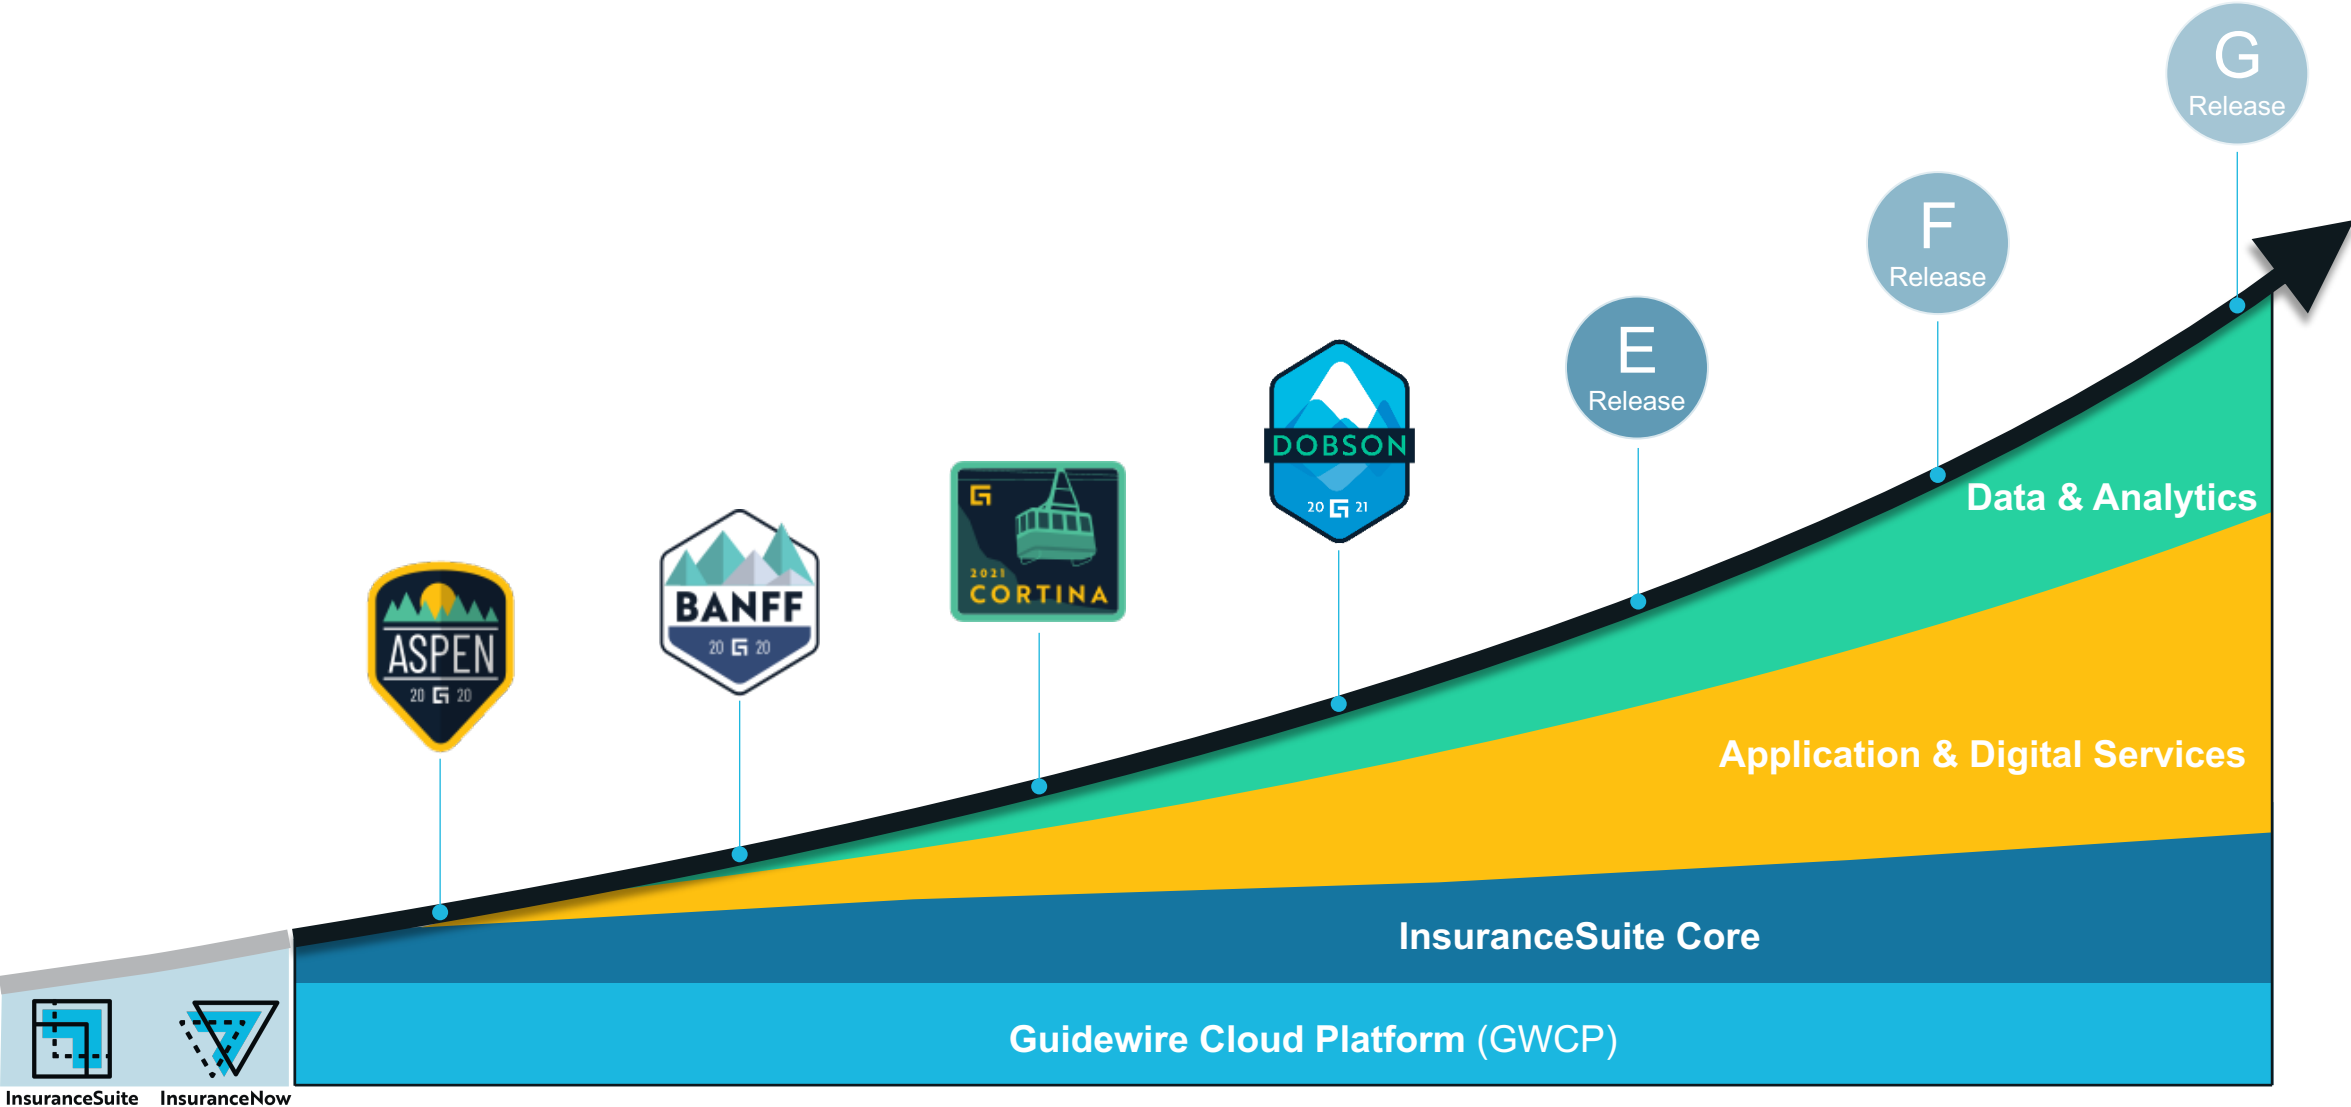 G
Release
F
Release
E
Release
DOBSON
20 21
2021
CORTINA
BANFF
20 20
ASPEN
20 20
Data & Analytics
Application & Digital Services
InsuranceSuite Core
Guidewire Cloud Platform (GWCP)
InsuranceSuite InsuranceNow